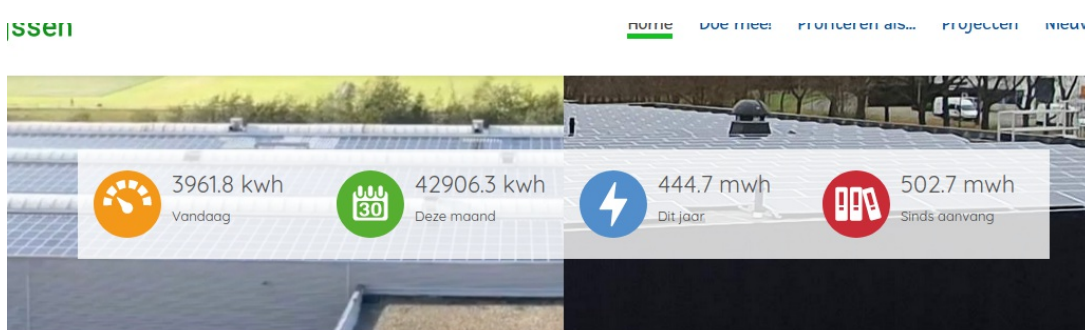 Home Doe mee! Profiteren als... Projecten
3961.8 kwh
Vandaag
30
42906.3 kwh
Deze maand
444.7 mwh
Dit jaar
502.7 mwh
Sinds aanvang